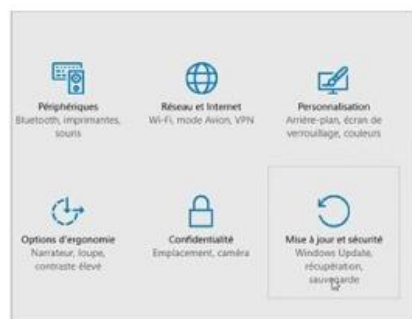 Périphériques
Bluetooth, imprimantes,
souris
Réseau et Internet
Wi-Fi, mode Avion, VPN
Personnalisation
Arrière-plan, écran de
verrouillage, couleurs
Options d'ergonomie
Narrateur, loupe,
contraste élevé
Confidentialité
Emplacement, caméra
Mise à jour et sécurité
Windows Update,
récupération,
sauvegarde